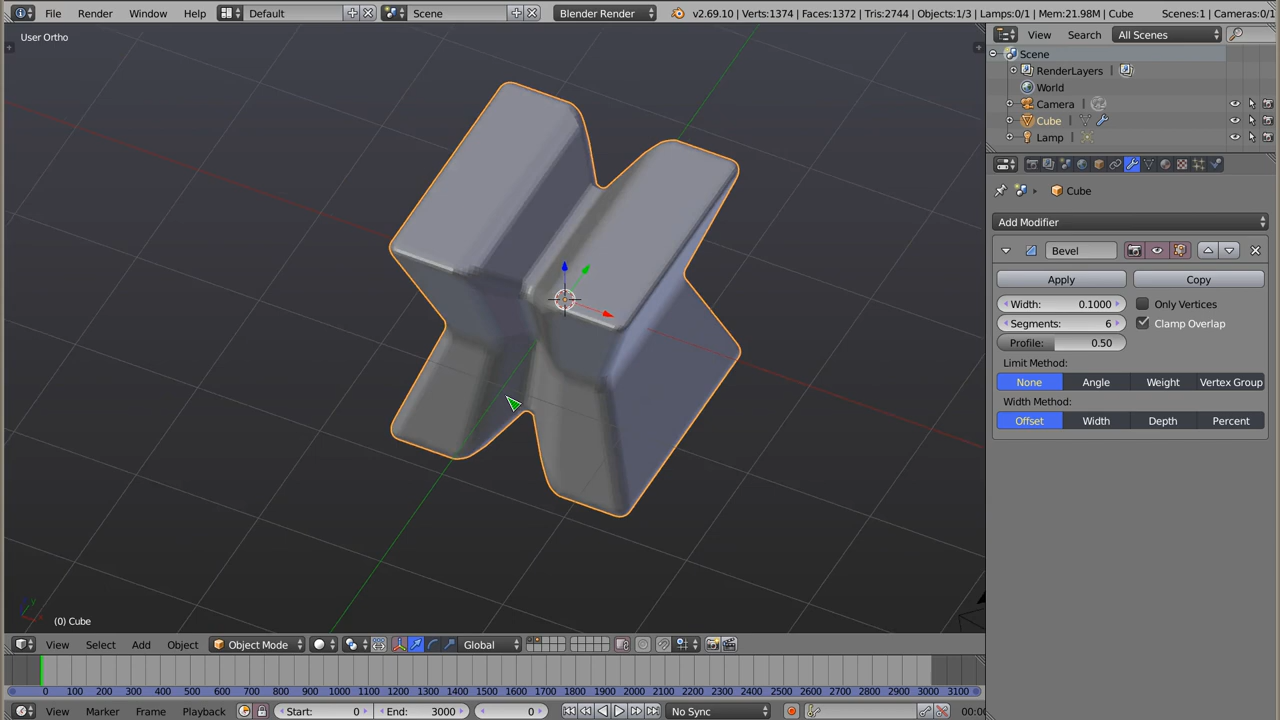 File Render Window Help Default Scene Blender Render v2.69.10 | Verts:1374 | Faces:1372 | Tris:2744 | Objects:1/3 | Lamps:0/1 | Mem:21.98M | Cube Scenes:1 | Cameras:0/1
User Ortho
View Search All Scenes
Scene
RenderLayers
World
Camera
Cube
Lamp
Cube
Add Modifier
Bevel
Apply Copy
Width: 0.1000 Only Vertices
Segments: 6 Clamp Overlap
Profile: 0.50
Limit Method:
None Angle Weight Vertex Group
Width Method:
Offset Width Depth Percent
(0) Cube
View Select Add Object Object Mode Global
0 100 200 300 400 500 600 700 800 900 1000 1100 1200 1300 1400 1500 1600 1700 1800 1900 2000 2100 2200 2300 2400 2500 2600 2700 2800 2900 3000 3100
View Marker Frame Playback Start: 0 End: 3000 0 No Sync